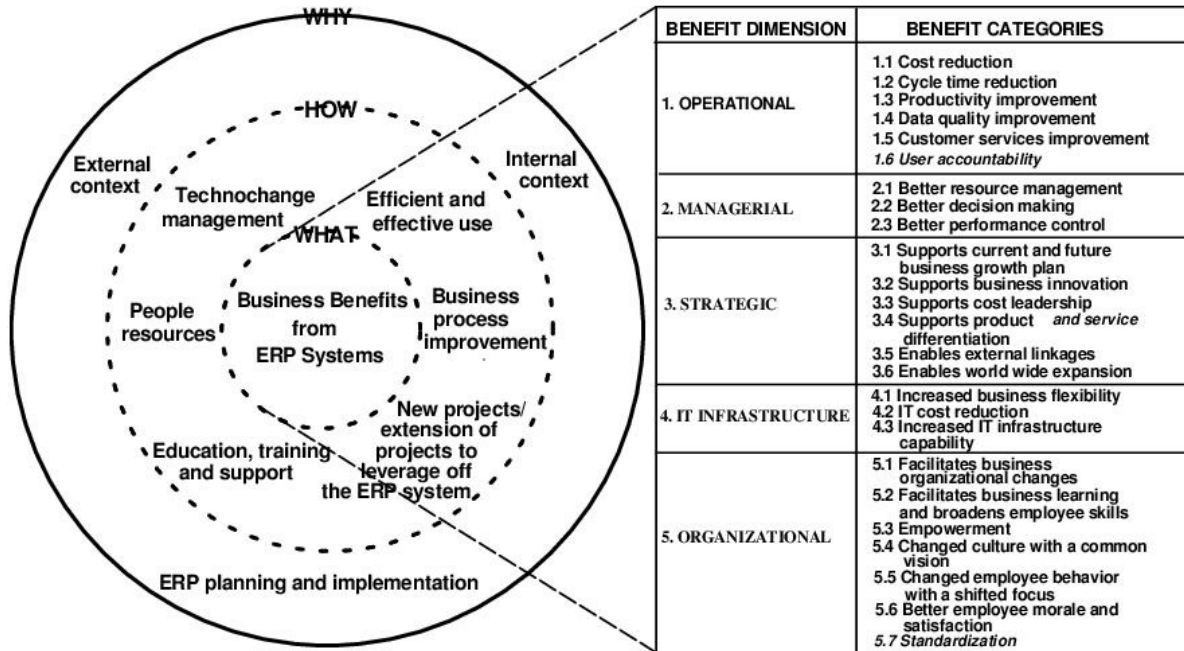 WHY
HOW
External
context
Internal
context
Technochange
management
Efficient and
effective use
WHAT
People
resources
Business Benefits
from
ERP Systems
Business
process
improvement
Education, training
and support
New projects/
extension of
projects to
leverage off
the ERP system
ERP planning and implementation
BENEFIT DIMENSION
BENEFIT CATEGORIES
1. OPERATIONAL
1.1 Cost reduction
1.2 Cycle time reduction
1.3 Productivity improvement
1.4 Data quality improvement
1.5 Customer services improvement
1.6 User accountability
2. MANAGERIAL
2.1 Better resource management
2.2 Better decision making
2.3 Better performance control
3. STRATEGIC
3.1 Supports current and future
business growth plan
3.2 Supports business innovation
3.3 Supports cost leadership
3.4 Supports product and service
differentiation
3.5 Enables external linkages
3.6 Enables world wide expansion
4. IT INFRASTRUCTURE
4.1 Increased business flexibility
4.2 IT cost reduction
4.3 Increased IT infrastructure
capability
5. ORGANIZATIONAL
5.1 Facilitates business
organizational changes
5.2 Facilitates business learning
and broadens employee skills
5.3 Empowerment
5.4 Changed culture with a common
vision
5.5 Changed employee behavior
with a shifted focus
5.6 Better employee morale and
satisfaction
5.7 Standardization